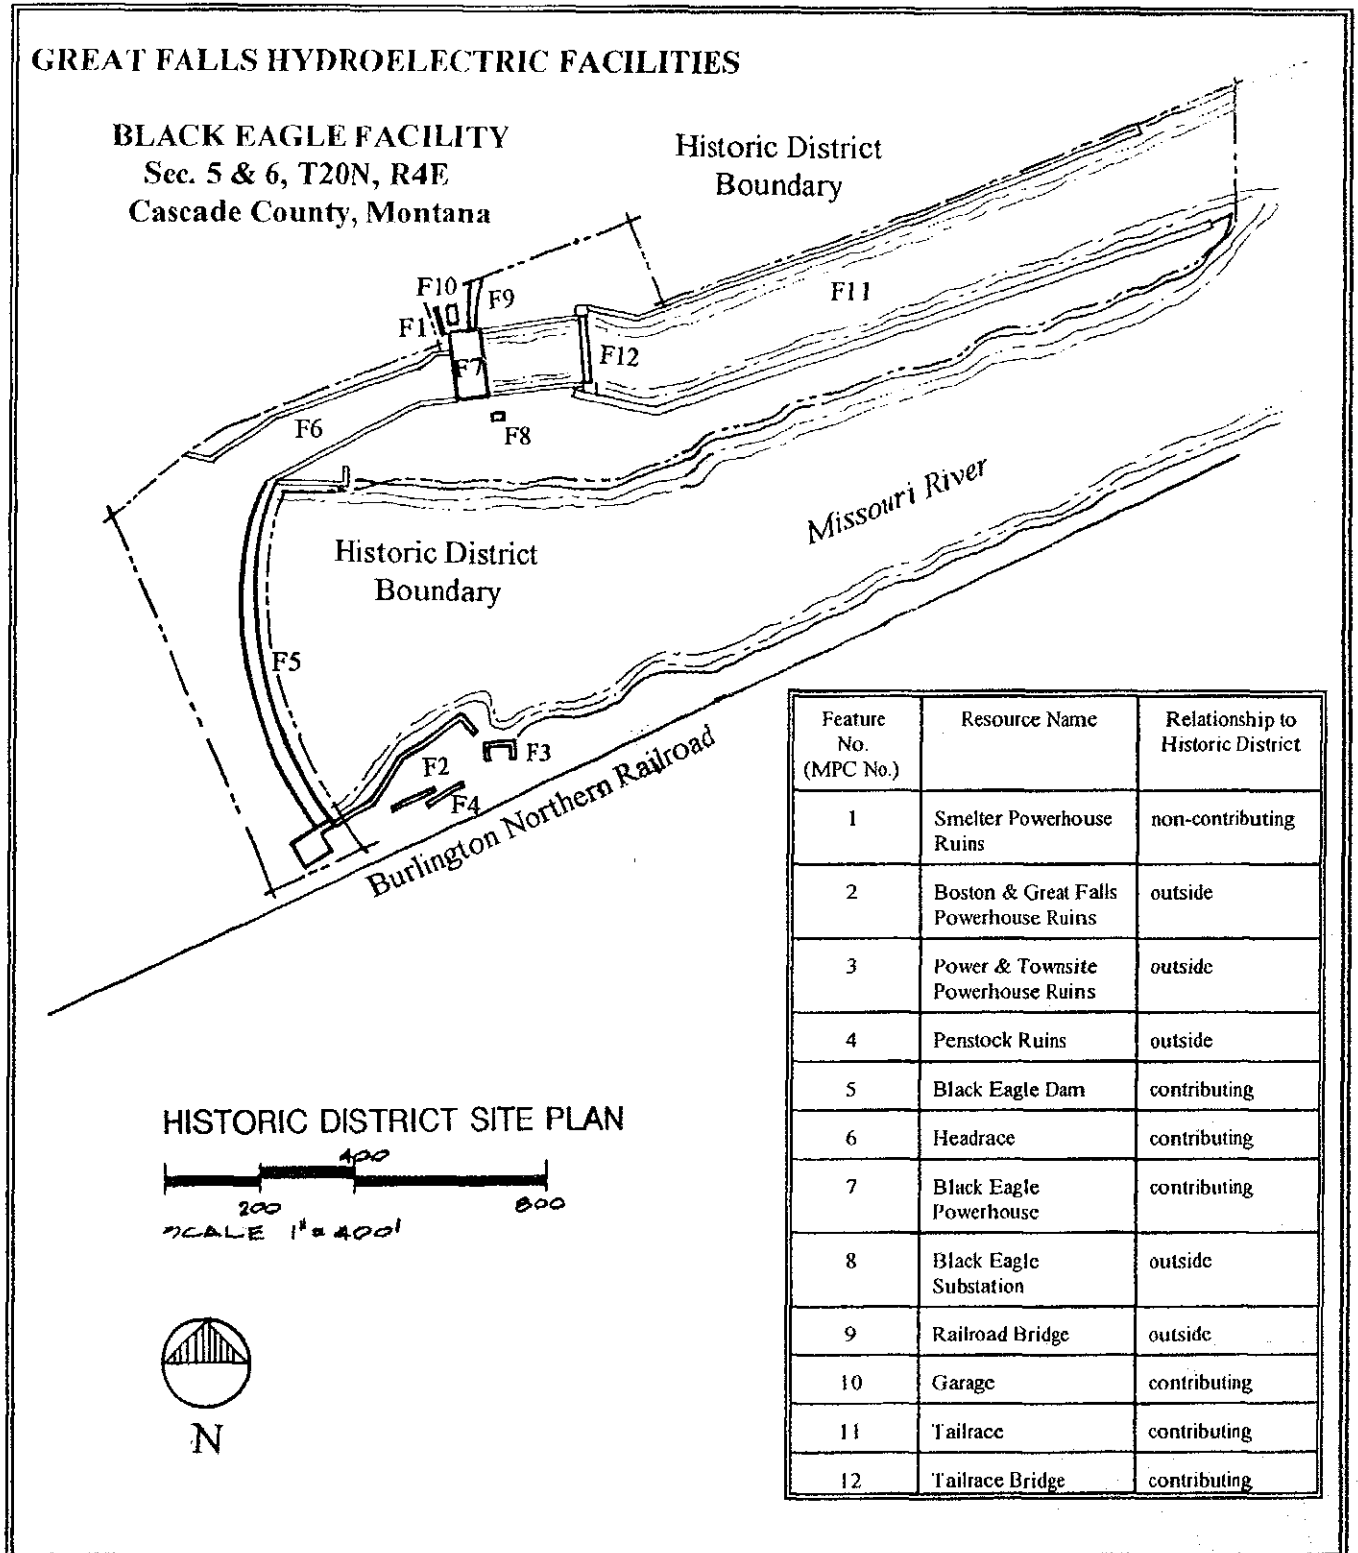 GREAT FALLS HYDROELECTRIC FACILITIES
BLACK EAGLE FACILITY
Sec. 5 & 6, T20N, R4E
Cascade County, Montana
Historic District
Boundary
F10
F9
F1
F11
F7
F12
F6
F8
Missouri River
Historic District
Boundary
F5
F2
F3
F4
Burlington Northern Railroad
Feature No. (MPC No.) Resource Name Relationship to Historic District
1 Smelter Powerhouse Ruins non-contributing
2 Boston & Great Falls Powerhouse Ruins outside
3 Power & Townsite Powerhouse Ruins outside
4 Penstock Ruins outside
5 Black Eagle Dam contributing
6 Headrace contributing
7 Black Eagle Powerhouse contributing
8 Black Eagle Substation outside
9 Railroad Bridge outside
10 Garage contributing
11 Tailrace contributing
12 Tailrace Bridge contributing
HISTORIC DISTRICT SITE PLAN
400
200 800
SCALE 1" = 400'
N